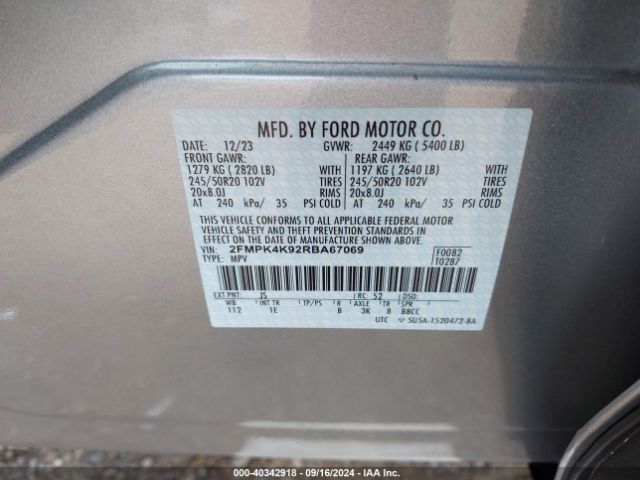 MFD. BY FORD MOTOR CO.
DATE: 12/23 GVWR: 2449 KG ( 5400 LB)
FRONT GAWR: REAR GAWR:
1279 KG ( 2820 LB) WITH 1197 KG ( 2640 LB) WITH
245/50R20 102V TIRES 245/50R20 102V TIRES
20x8.0J RIMS 20x8.0J RIMS
AT 240 kPa/ 35 PSI COLD AT 240 kPa/ 35 PSI COLD
THIS VEHICLE CONFORMS TO ALL APPLICABLE FEDERAL MOTOR
VEHICLE SAFETY, BUMPER, AND THEFT PREVENTION STANDARDS
IN EFFECT ON THE DATE OF MANUFACTURE SHOWN ABOVE.
VIN: 2FMPK4K92RBA67069 F0082
TYPE: MPV T0287
EXT PNT: JS RC: 52 DSO:
WB INT TR TP/PS R AXLE TR SPR
112 1E B 3K B BBCC
UTC 5U5A-1520472-BA
000-40342918 - 09/16/2024 - IAA Inc.